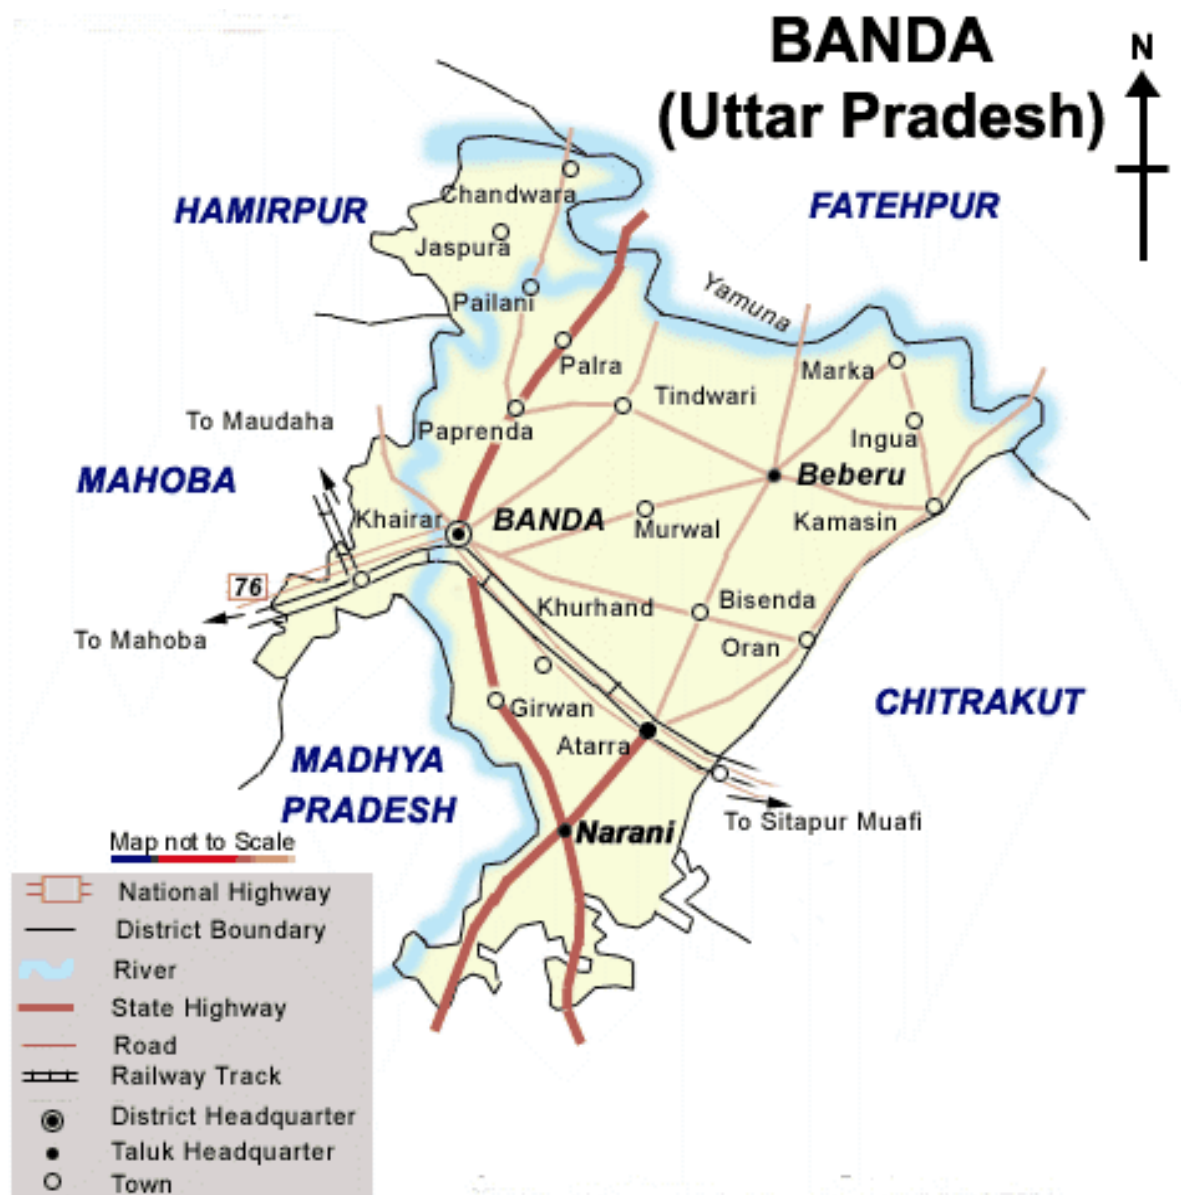 BANDA
(Uttar Pradesh)
N
HAMIRPUR
FATEHPUR
Chandwara
Jaspura
Pailani
Yamuna
Palra
Marka
Tindwari
To Maudaha
Paprenda
Ingua
MAHOBA
Beberu
Khairar
BANDA
Murwal
Kamasin
76
Khurhand
Bisenda
To Mahoba
Oran
Girwan
CHITRAKUT
Atarra
MADHYA
PRADESH
To Sitapur Muafi
Narani
Map not to Scale
National Highway
District Boundary
River
State Highway
Road
Railway Track
District Headquarter
Taluk Headquarter
Town